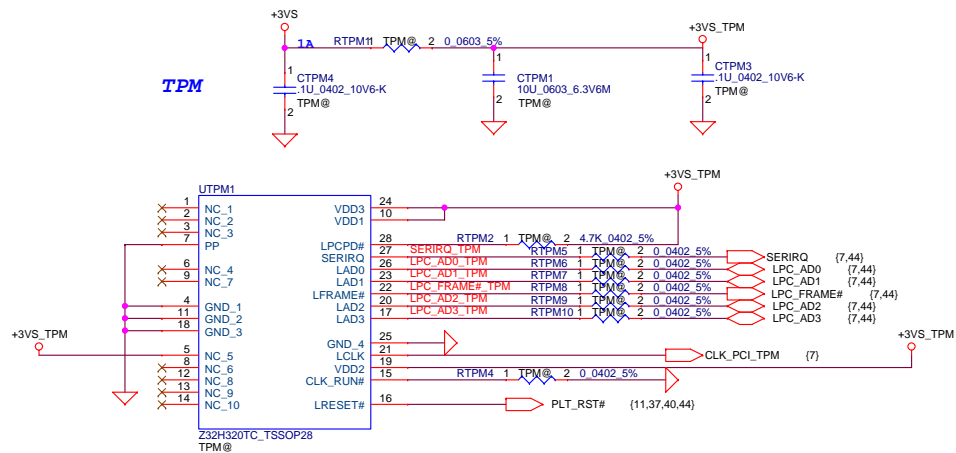 +3VS
+3VS_TPM
1A
RTPM1 1 TPM@ 2 0_0603_5%
TPM
1
CTPM4
.1U_0402_10V6-K
TPM@
2
1
CTPM1
10U_0603_6.3V6M
TPM@
2
1
CTPM3
.1U_0402_10V6-K
TPM@
2
+3VS_TPM
UTPM1
1 NC_1 VDD3 24
2 NC_2 VDD1 10
3 NC_3
7 PP LPCPD# 28 RTPM2 1 TPM@ 2 4.7K_0402_5%
SERIRQ 27 SERIRQ_TPM RTPM5 1 TPM@ 2 0_0402_5% SERIRQ {7,44}
6 NC_4 LAD0 26 LPC_AD0_TPM RTPM6 1 TPM@ 2 0_0402_5% LPC_AD0 {7,44}
9 NC_7 LAD1 23 LPC_AD1_TPM RTPM7 1 TPM@ 2 0_0402_5% LPC_AD1 {7,44}
LFRAME# 22 LPC_FRAME#_TPM RTPM8 1 TPM@ 2 0_0402_5% LPC_FRAME# {7,44}
4 GND_1 LAD2 20 LPC_AD2_TPM RTPM9 1 TPM@ 2 0_0402_5% LPC_AD2 {7,44}
11 GND_2 LAD3 17 LPC_AD3_TPM RTPM10 1 TPM@ 2 0_0402_5% LPC_AD3 {7,44}
18 GND_3
+3VS_TPM
GND_4 25
+3VS_TPM
5 NC_5 LCLK 21 CLK_PCI_TPM {7}
8 NC_6 VDD2 19
12 NC_8 CLK_RUN# 15 RTPM4 1 TPM@ 2 0_0402_5%
13 NC_9
14 NC_10 LRESET# 16 PLT_RST# {11,37,40,44}
Z32H320TC_TSSOP28
TPM@